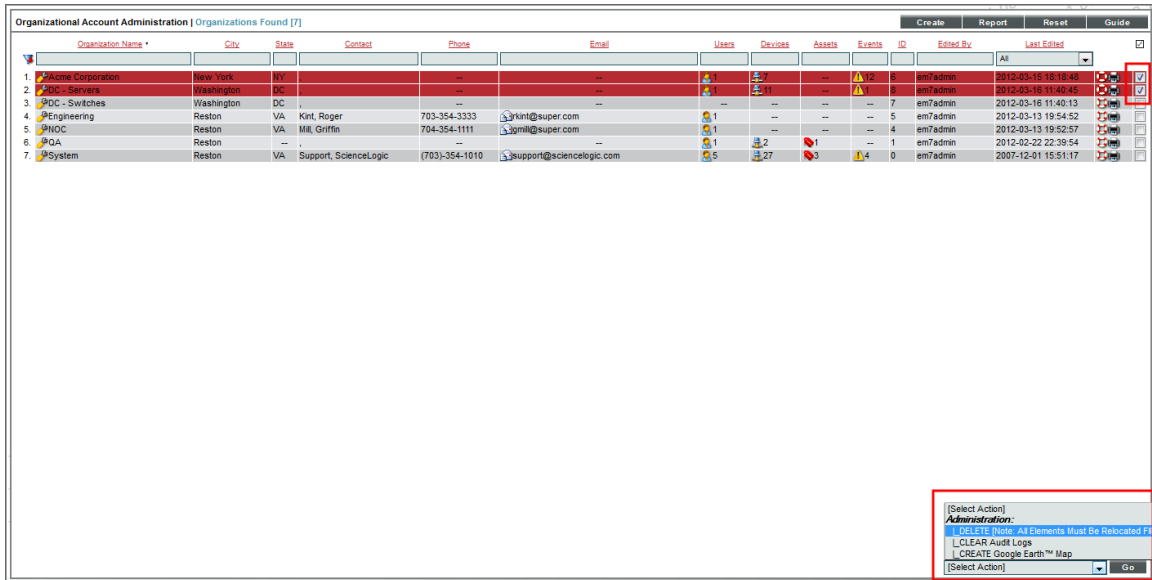 Organizational Account Administration | Organizations Found [7]
Create Report Reset Guide
Organization Name • City State Contact Phone Email Users Devices Assets Events ID Edited By Last Edited
All
1. Acme Corporation New York NY , -- -- 1 7 -- 12 6 em7admin 2012-03-15 18:18:48
2. DC - Servers Washington DC , -- -- 1 11 -- 1 8 em7admin 2012-03-16 11:40:45
3. DC - Switches Washington DC , -- -- -- -- -- -- 7 em7admin 2012-03-16 11:40:13
4. Engineering Reston VA Kint, Roger 703-354-3333 rkint@super.com 1 -- -- -- 5 em7admin 2012-03-13 19:54:52
5. NOC Reston VA Mill, Griffin 704-354-1111 gmill@super.com 1 -- -- -- 4 em7admin 2012-03-13 19:52:57
6. QA Reston -- , -- -- 1 2 1 -- 1 em7admin 2012-02-22 22:39:54
7. System Reston VA Support, ScienceLogic (703)-354-1010 support@sciencelogic.com 5 27 3 4 0 em7admin 2007-12-01 15:51:17
[Select Action]
Administration:
|_DELETE [Note: All Elements Must Be Relocated Fi
|_CLEAR Audit Logs
|_CREATE Google Earth™ Map
[Select Action] Go